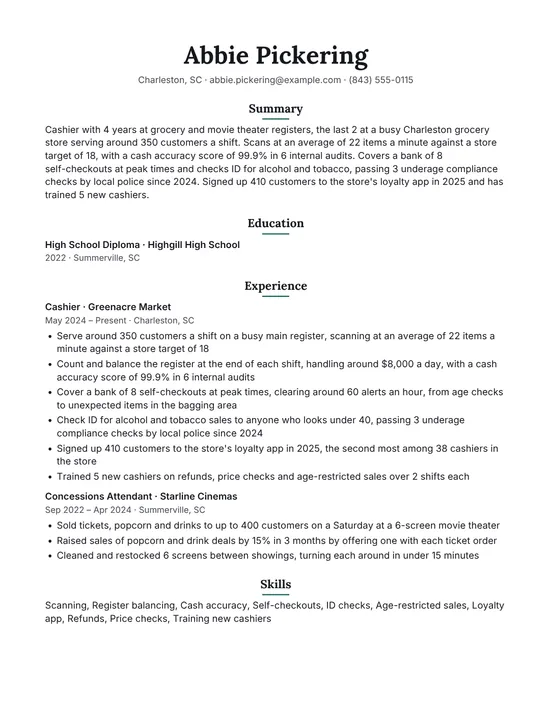 Abbie Pickering
Charleston, SC · abbie.pickering@example.com · (843) 555-0115
Summary
Cashier with 4 years at grocery and movie theater registers, the last 2 at a busy Charleston grocery
store serving around 350 customers a shift. Scans at an average of 22 items a minute against a store
target of 18, with a cash accuracy score of 99.9% in 6 internal audits. Covers a bank of 8
self-checkouts at peak times and checks ID for alcohol and tobacco, passing 3 underage compliance
checks by local police since 2024. Signed up 410 customers to the store's loyalty app in 2025 and has
trained 5 new cashiers.
Education
High School Diploma · Highgill High School
2022 · Summerville, SC
Experience
Cashier · Greenacre Market
May 2024 – Present · Charleston, SC
• Serve around 350 customers a shift on a busy main register, scanning at an average of 22 items a
minute against a store target of 18
• Count and balance the register at the end of each shift, handling around $8,000 a day, with a cash
accuracy score of 99.9% in 6 internal audits
• Cover a bank of 8 self-checkouts at peak times, clearing around 60 alerts an hour, from age checks
to unexpected items in the bagging area
• Check ID for alcohol and tobacco sales to anyone who looks under 40, passing 3 underage
compliance checks by local police since 2024
• Signed up 410 customers to the store's loyalty app in 2025, the second most among 38 cashiers in
the store
• Trained 5 new cashiers on refunds, price checks and age-restricted sales over 2 shifts each
Concessions Attendant · Starline Cinemas
Sep 2022 – Apr 2024 · Summerville, SC
• Sold tickets, popcorn and drinks to up to 400 customers on a Saturday at a 6-screen movie theater
• Raised sales of popcorn and drink deals by 15% in 3 months by offering one with each ticket order
• Cleaned and restocked 6 screens between showings, turning each around in under 15 minutes
Skills
Scanning, Register balancing, Cash accuracy, Self-checkouts, ID checks, Age-restricted sales, Loyalty
app, Refunds, Price checks, Training new cashiers